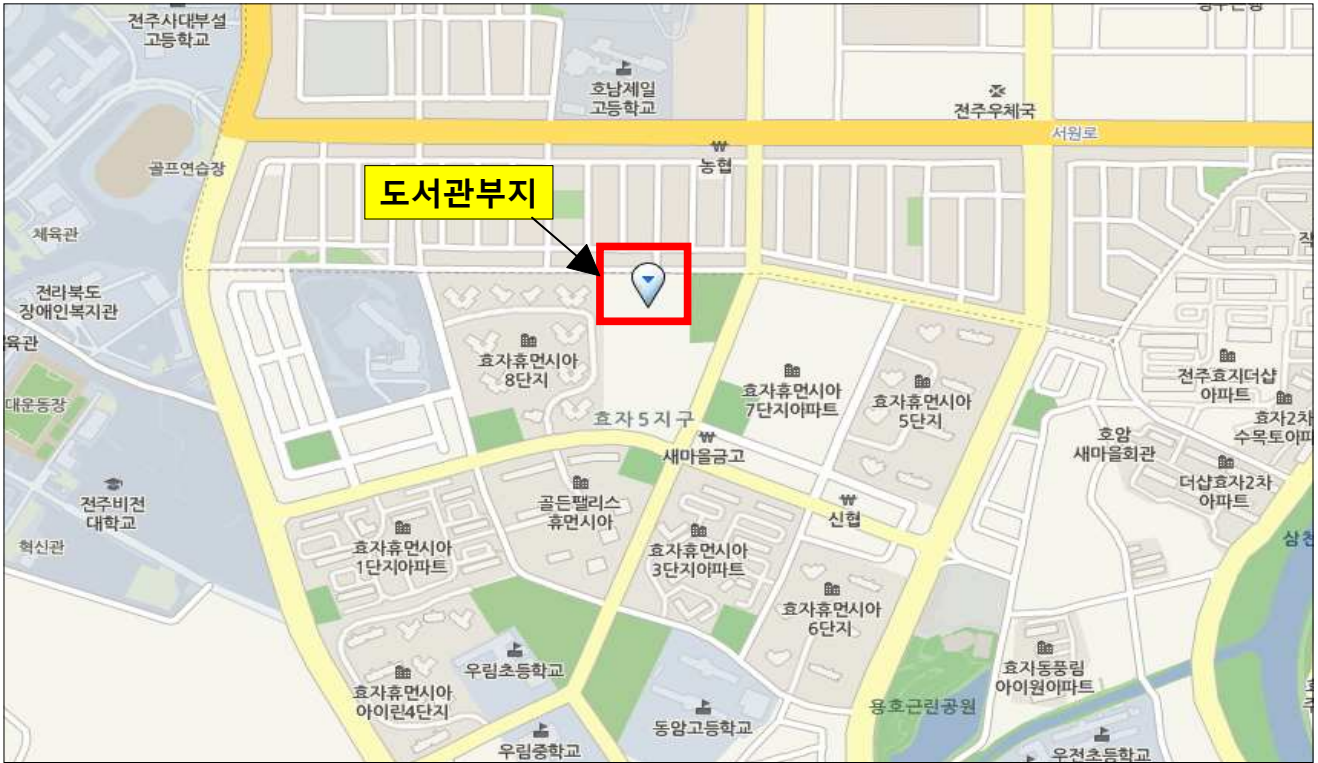 전주사대부설
고등학교
호남제일
고등학교
전주우체국
서원로
농협
골프연습장
도서관부지
체육관
전라북도
장애인복지관
육관
대운동장
효자휴먼시아
8단지
효자휴먼시아
7단지아파트
효자휴먼시아
5단지
전주효지더샵
아파트
효자2차
수목토아파
호암
새마을회관
더샵효자2차
아파트
효자5지구
새마을금고
신협
전주비전
대학교
혁신관
골든팰리스
휴먼시아
효자휴먼시아
1단지아파트
효자휴먼시아
3단지아파트
효자휴먼시아
6단지
삼천
우림초등학교
효자휴먼시아
아이린4단지
효자동풍림
아이원아파트
용호근린공원
동암고등학교
우림중학교
우전초등학교